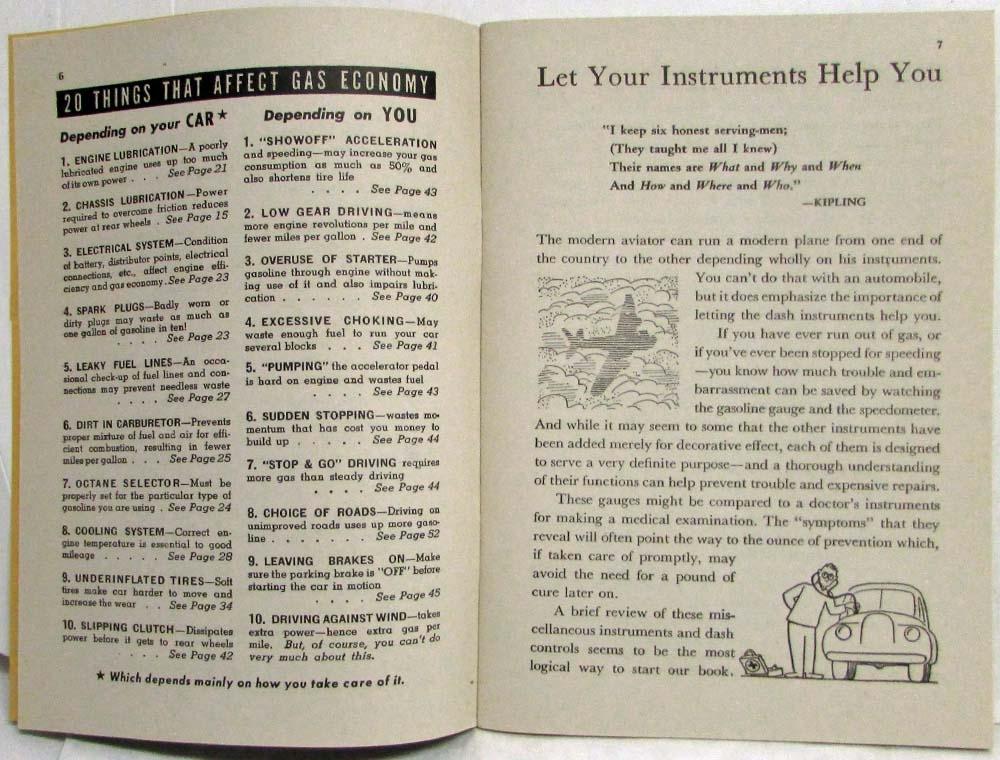 6
20 THINGS THAT AFFECT GAS ECONOMY
Depending on your CAR ★
1. ENGINE LUBRICATION—A poorly
lubricated engine uses up too much
of its own power . . . See Page 21
2. CHASSIS LUBRICATION—Power
required to overcome friction reduces
power at rear wheels . See Page 15
3. ELECTRICAL SYSTEM—Condition
of battery, distributor points, electrical
connections, etc., affect engine effi-
ciency and gas economy. See Page 23
4. SPARK PLUGS—Badly worn or
dirty plugs may waste as much as
one gallon of gasoline in ten!
. . . . See Page 23
5. LEAKY FUEL LINES—An occa-
sional check-up of fuel lines and con-
nections may prevent needless waste
. . . . See Page 27
6. DIRT IN CARBURETOR—Prevents
proper mixture of fuel and air for effi-
cient combustion, resulting in fewer
miles per gallon . . . See Page 25
7. OCTANE SELECTOR—Must be
properly set for the particular type of
gasoline you are using . See Page 24
8. COOLING SYSTEM—Correct en-
gine temperature is essential to good
mileage . . . . . See Page 28
9. UNDERINFLATED TIRES—Soft
tires make car harder to move and
increase the wear . . See Page 34
10. SLIPPING CLUTCH—Dissipates
power before it gets to rear wheels
. . . . See Page 42
Depending on YOU
1. "SHOWOFF" ACCELERATION
and speeding—may increase your gas
consumption as much as 50% and
also shortens tire life
. . . . See Page 43
2. LOW GEAR DRIVING—means
more engine revolutions per mile and
fewer miles per gallon . See Page 42
3. OVERUSE OF STARTER—Pumps
gasoline through engine without mak-
ing use of it and also impairs lubri-
cation . . . . . . See Page 40
4. EXCESSIVE CHOKING—May
waste enough fuel to run your car
several blocks . . . See Page 41
5. "PUMPING" the accelerator pedal
is hard on engine and wastes fuel
. . . . See Page 43
6. SUDDEN STOPPING—wastes mo-
mentum that has cost you money to
build up . . . . . See Page 44
7. "STOP & GO" DRIVING requires
more gas than steady driving
. . . . See Page 44
8. CHOICE OF ROADS—Driving on
unimproved roads uses up more gaso-
line . . . . . . . See Page 52
9. LEAVING BRAKES ON—Make
sure the parking brake is "OFF" before
starting the car in motion
. . . . See Page 45
10. DRIVING AGAINST WIND—takes
extra power—hence extra gas per
mile. But, of course, you can't do
very much about this.
★ Which depends mainly on how you take care of it.
7
Let Your Instruments Help You
"I keep six honest serving-men;
(They taught me all I knew)
Their names are What and Why and When
And How and Where and Who."
—KIPLING
The modern aviator can run a modern plane from one end of
the country to the other depending wholly on his instruments.
You can't do that with an automobile,
but it does emphasize the importance of
letting the dash instruments help you.
If you have ever run out of gas, or
if you've ever been stopped for speeding
—you know how much trouble and em-
barrassment can be saved by watching
the gasoline gauge and the speedometer.
And while it may seem to some that the other instruments have
been added merely for decorative effect, each of them is designed
to serve a very definite purpose—and a thorough understanding
of their functions can help prevent trouble and expensive repairs.
These gauges might be compared to a doctor's instruments
for making a medical examination. The "symptoms" that they
reveal will often point the way to the ounce of prevention which,
if taken care of promptly, may
avoid the need for a pound of
cure later on.
A brief review of these mis-
cellaneous instruments and dash
controls seems to be the most
logical way to start our book.